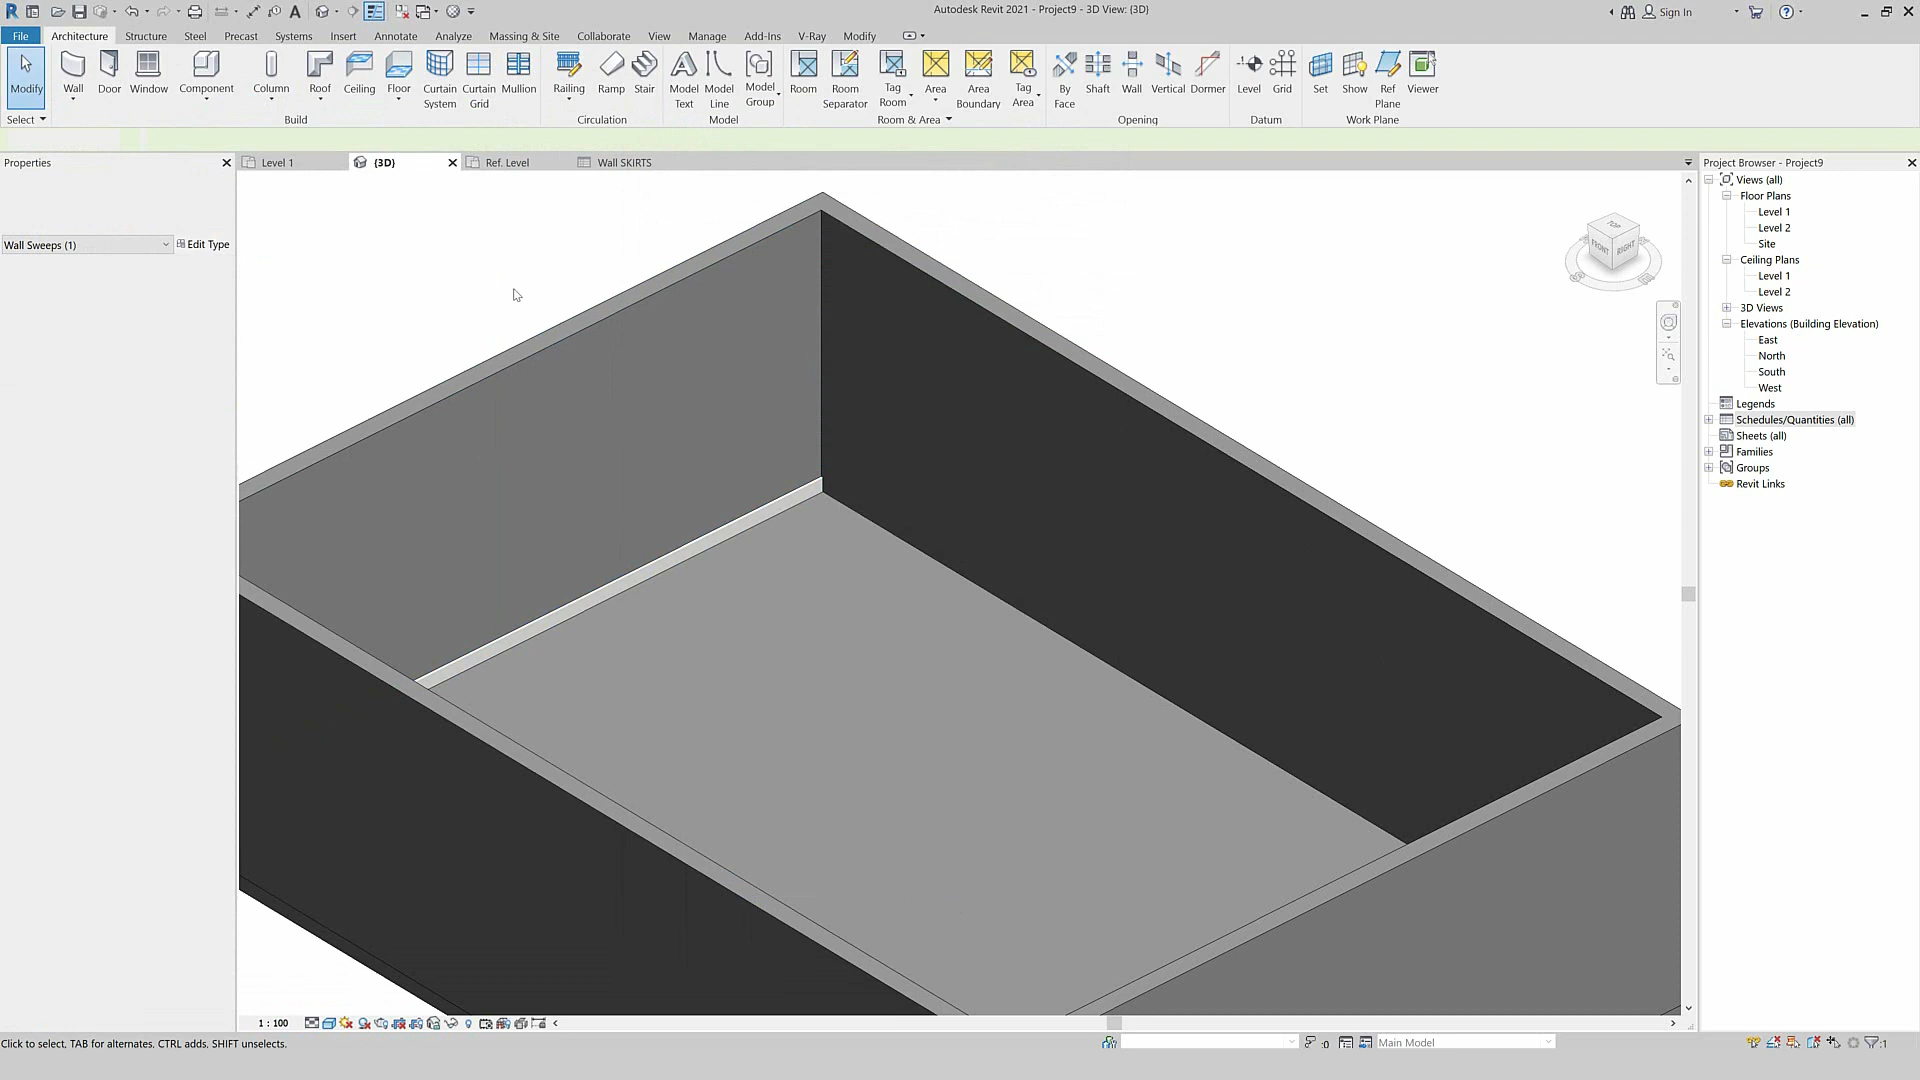 Autodesk Revit 2021 - Project9 - 3D View: {3D}
Sign In
File Architecture Structure Steel Precast Systems Insert Annotate Analyze Massing & Site Collaborate View Manage Add-Ins V-Ray Modify
Modify Wall Door Window Component Column Roof Ceiling Floor Curtain System Curtain Grid Mullion Railing Ramp Stair Model Text Model Line Model Group Room Room Separator Tag Room Area Area Boundary Tag Area By Face Shaft Wall Vertical Dormer Level Grid Set Show Ref Plane Viewer
Select Build Circulation Model Room & Area Opening Datum Work Plane
Properties
Level 1
{3D}
Ref. Level
Wall SKIRTS
Project Browser - Project9
Wall Sweeps (1)
Edit Type
TOP
FRONT
RIGHT
Views (all)
Floor Plans
Level 1
Level 2
Site
Ceiling Plans
Level 1
Level 2
3D Views
Elevations (Building Elevation)
East
North
South
West
Legends
Schedules/Quantities (all)
Sheets (all)
Families
Groups
Revit Links
1 : 100
Click to select, TAB for alternates, CTRL adds, SHIFT unselects.
:0
Main Model
:1